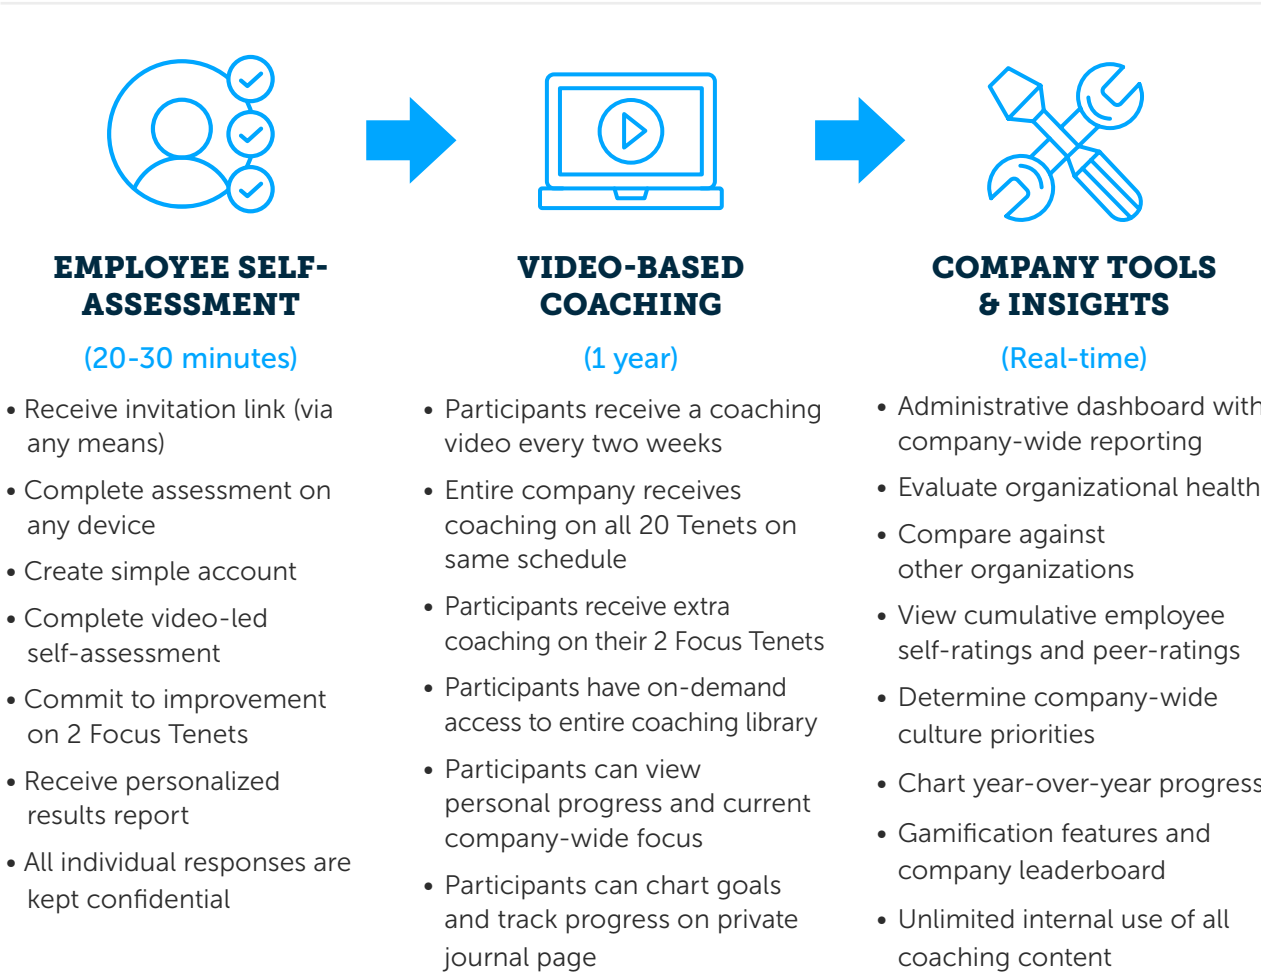 EMPLOYEE SELF-
ASSESSMENT
(20-30 minutes)
• Receive invitation link (via
any means)
• Complete assessment on
any device
• Create simple account
• Complete video-led
self-assessment
• Commit to improvement
on 2 Focus Tenets
• Receive personalized
results report
• All individual responses are
kept confidential
VIDEO-BASED
COACHING
(1 year)
• Participants receive a coaching
video every two weeks
• Entire company receives
coaching on all 20 Tenets on
same schedule
• Participants receive extra
coaching on their 2 Focus Tenets
• Participants have on-demand
access to entire coaching library
• Participants can view
personal progress and current
company-wide focus
• Participants can chart goals
and track progress on private
journal page
COMPANY TOOLS
& INSIGHTS
(Real-time)
• Administrative dashboard with
company-wide reporting
• Evaluate organizational health
• Compare against
other organizations
• View cumulative employee
self-ratings and peer-ratings
• Determine company-wide
culture priorities
• Chart year-over-year progress
• Gamification features and
company leaderboard
• Unlimited internal use of all
coaching content